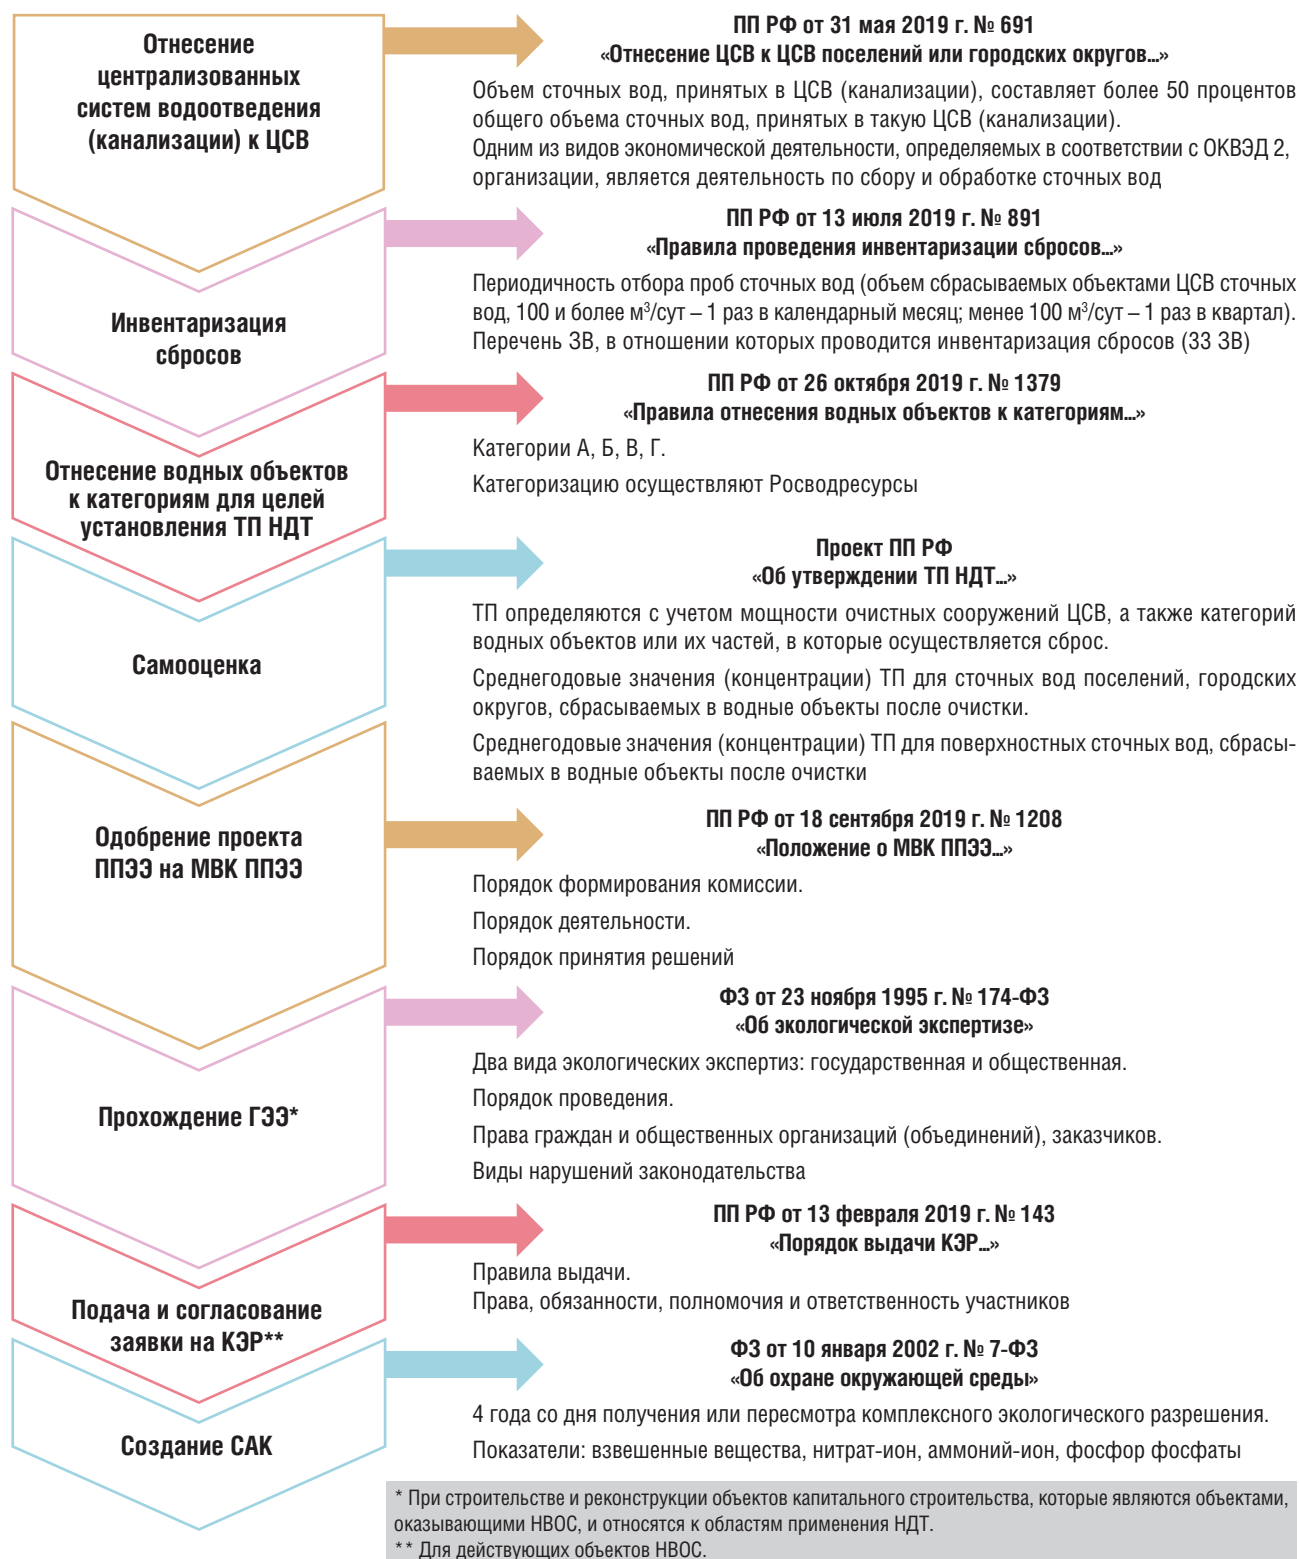 Отнесение
централизованных
систем водоотведения
(канализации) к ЦСВ
ПП РФ от 31 мая 2019 г. № 691
«Отнесение ЦСВ к ЦСВ поселений или городских округов...»
Объем сточных вод, принятых в ЦСВ (канализации), составляет более 50 процентов
общего объема сточных вод, принятых в такую ЦСВ (канализации).
Одним из видов экономической деятельности, определяемых в соответствии с ОКВЭД 2,
организации, является деятельность по сбору и обработке сточных вод
Инвентаризация
сбросов
ПП РФ от 13 июля 2019 г. № 891
«Правила проведения инвентаризации сбросов...»
Периодичность отбора проб сточных вод (объем сбрасываемых объектами ЦСВ сточных
вод, 100 и более м³/сут – 1 раз в календарный месяц; менее 100 м³/сут – 1 раз в квартал).
Перечень ЗВ, в отношении которых проводится инвентаризация сбросов (33 ЗВ)
Отнесение водных объектов
к категориям для целей
установления ТП НДТ
ПП РФ от 26 октября 2019 г. № 1379
«Правила отнесения водных объектов к категориям...»
Категории А, Б, В, Г.
Категоризацию осуществляют Росводресурсы
Самооценка
Проект ПП РФ
«Об утверждении ТП НДТ...»
ТП определяются с учетом мощности очистных сооружений ЦСВ, а также категорий
водных объектов или их частей, в которые осуществляется сброс.
Среднегодовые значения (концентрации) ТП для сточных вод поселений, городских
округов, сбрасываемых в водные объекты после очистки.
Среднегодовые значения (концентрации) ТП для поверхностных сточных вод, сбрасы-
ваемых в водные объекты после очистки
Одобрение проекта
ППЭЭ на МВК ППЭЭ
ПП РФ от 18 сентября 2019 г. № 1208
«Положение о МВК ППЭЭ...»
Порядок формирования комиссии.
Порядок деятельности.
Порядок принятия решений
Прохождение ГЭЭ*
ФЗ от 23 ноября 1995 г. № 174-ФЗ
«Об экологической экспертизе»
Два вида экологических экспертиз: государственная и общественная.
Порядок проведения.
Права граждан и общественных организаций (объединений), заказчиков.
Виды нарушений законодательства
Подача и согласование
заявки на КЭР**
ПП РФ от 13 февраля 2019 г. № 143
«Порядок выдачи КЭР...»
Правила выдачи.
Права, обязанности, полномочия и ответственность участников
Создание САК
ФЗ от 10 января 2002 г. № 7-ФЗ
«Об охране окружающей среды»
4 года со дня получения или пересмотра комплексного экологического разрешения.
Показатели: взвешенные вещества, нитрат-ион, аммоний-ион, фосфор фосфаты
* При строительстве и реконструкции объектов капитального строительства, которые являются объектами,
оказывающими НВОС, и относятся к областям применения НДТ.
** Для действующих объектов НВОС.